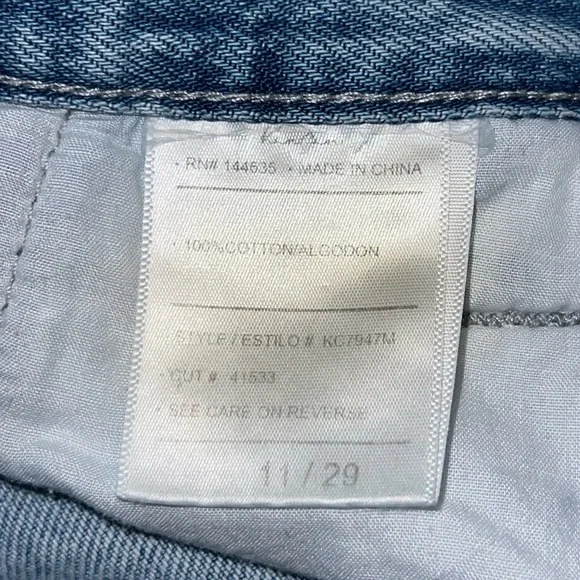 • RN# 144635 • MADE IN CHINA
• 100% COTTON/ALGODON
STYLE / ESTILO # KC7947M
• CUT # 41533
• SEE CARE ON REVERSE
11 / 29